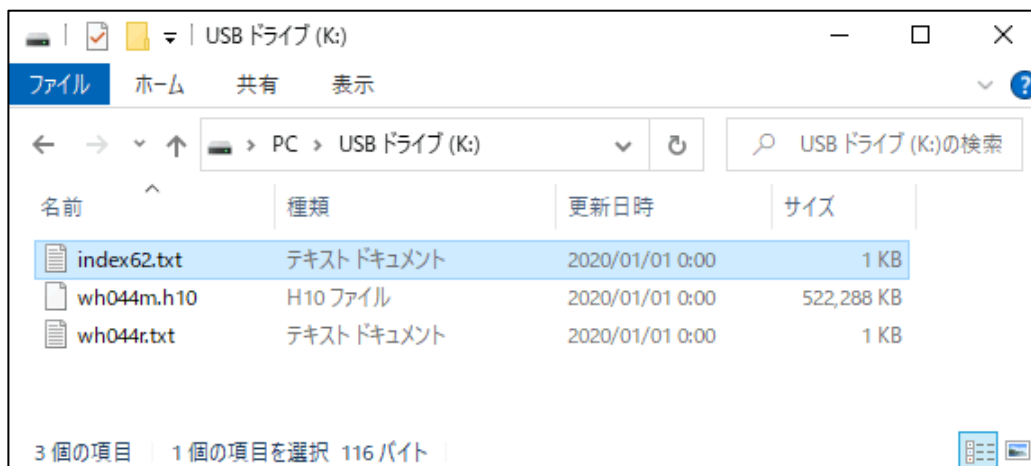 USB ドライブ (K:)
ファイル ホーム 共有 表示
PC › USB ドライブ (K:) USB ドライブ (K:)の検索
名前 種類 更新日時 サイズ
index62.txt テキスト ドキュメント 2020/01/01 0:00 1 KB
wh044m.h10 H10 ファイル 2020/01/01 0:00 522,288 KB
wh044r.txt テキスト ドキュメント 2020/01/01 0:00 1 KB
3 個の項目 1 個の項目を選択 116 バイト